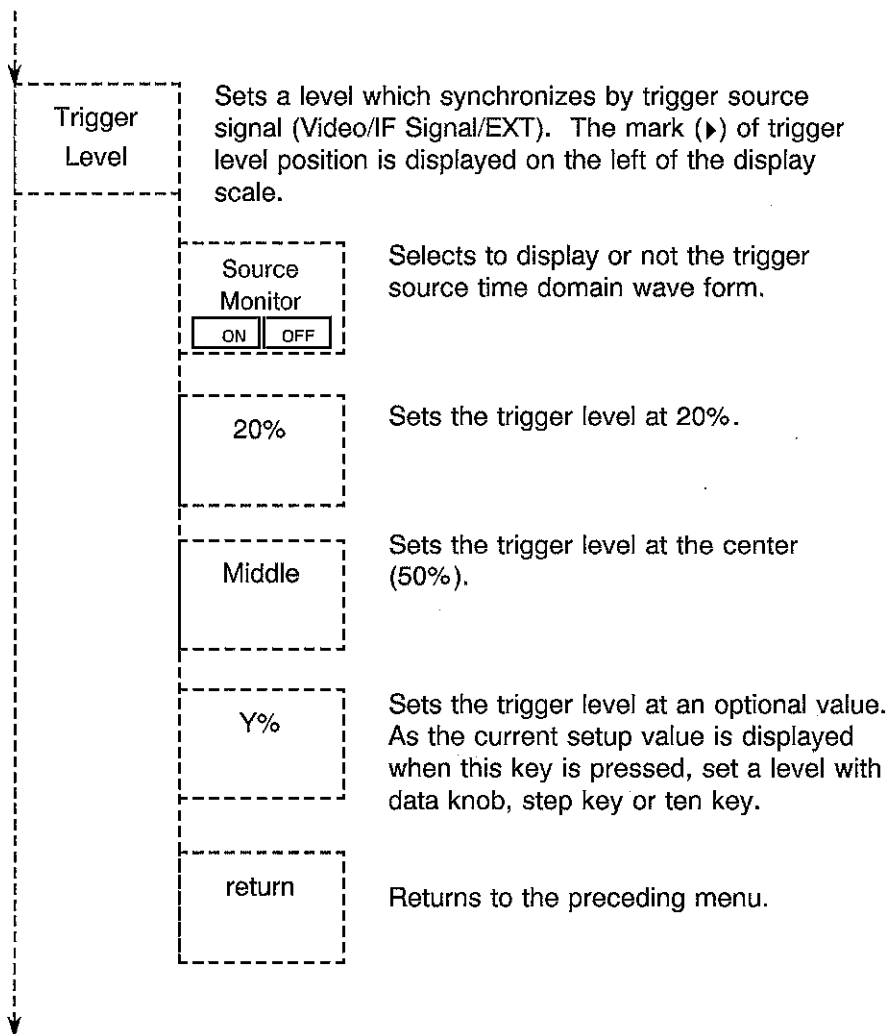 Trigger
Level
Sets a level which synchronizes by trigger source
signal (Video/IF Signal/EXT). The mark (▸) of trigger
level position is displayed on the left of the display
scale.
Source
Monitor
ON OFF
Selects to display or not the trigger
source time domain wave form.
20%
Sets the trigger level at 20%.
Middle
Sets the trigger level at the center
(50%).
Y%
Sets the trigger level at an optional value.
As the current setup value is displayed
when this key is pressed, set a level with
data knob, step key or ten key.
return
Returns to the preceding menu.